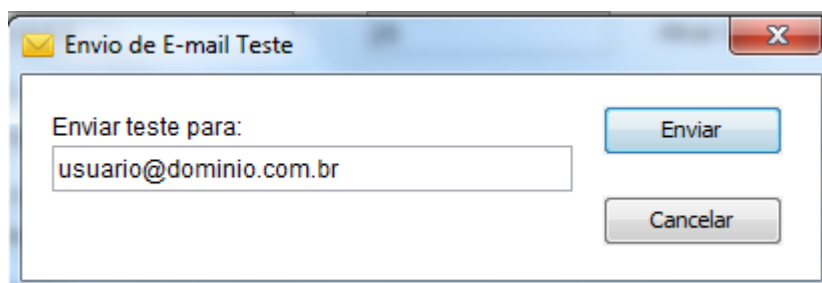 Envio de E-mail Teste
Enviar teste para:
Enviar
usuario@dominio.com.br
Cancelar